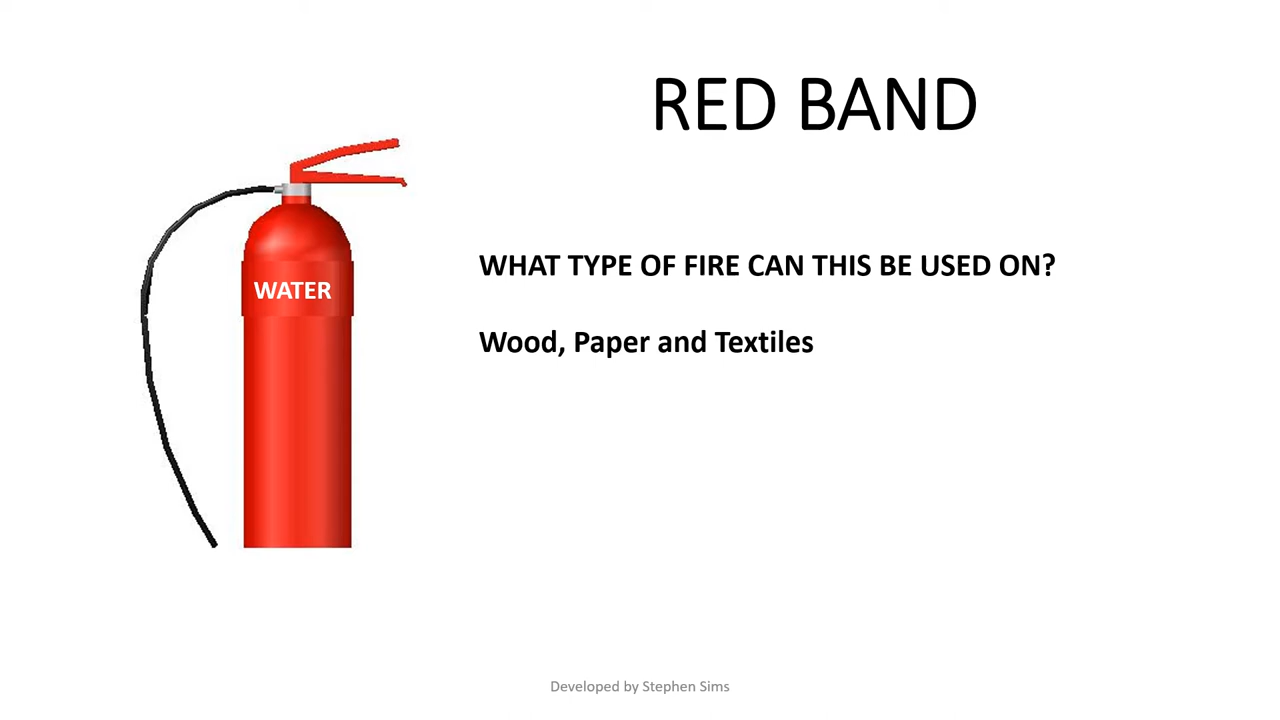 RED BAND
WATER
WHAT TYPE OF FIRE CAN THIS BE USED ON?
Wood, Paper and Textiles
Developed by Stephen Sims